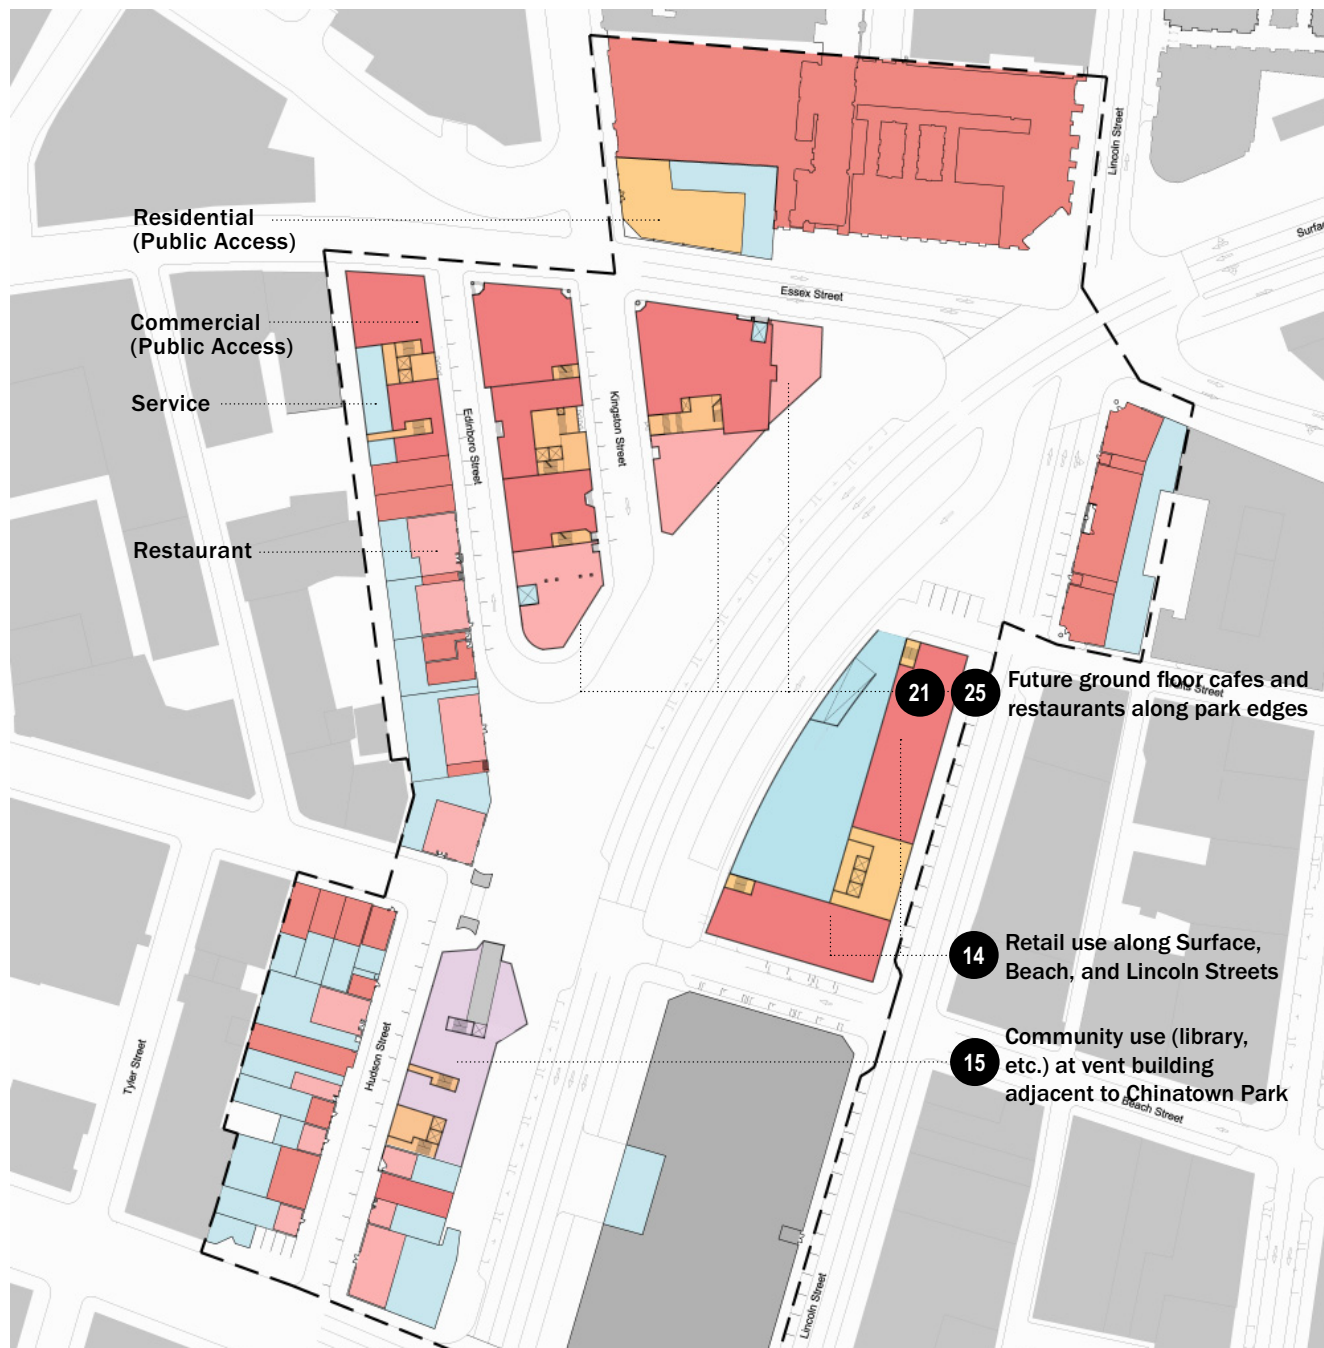 Lincoln Street
Residential
(Public Access)
Essex Street
Commercial
(Public Access)
Service
Edinboro Street
Kingston Street
Restaurant
21
25
Future ground floor cafes and
restaurants along park edges
Street
14
Retail use along Surface,
Beach, and Lincoln Streets
15
Community use (library,
etc.) at vent building
adjacent to Chinatown Park
Tyler Street
Hudson Street
Beach Street
Lincoln Street